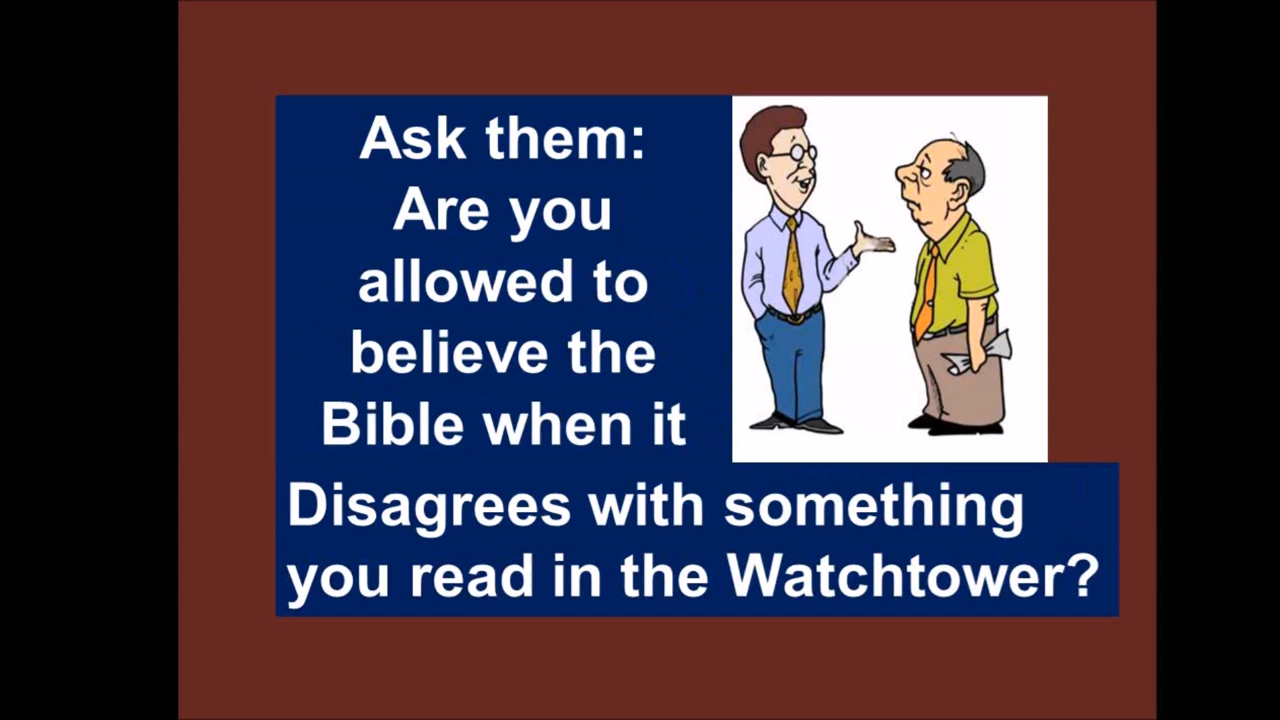 Ask them:
Are you
allowed to
believe the
Bible when it
Disagrees with something
you read in the Watchtower?